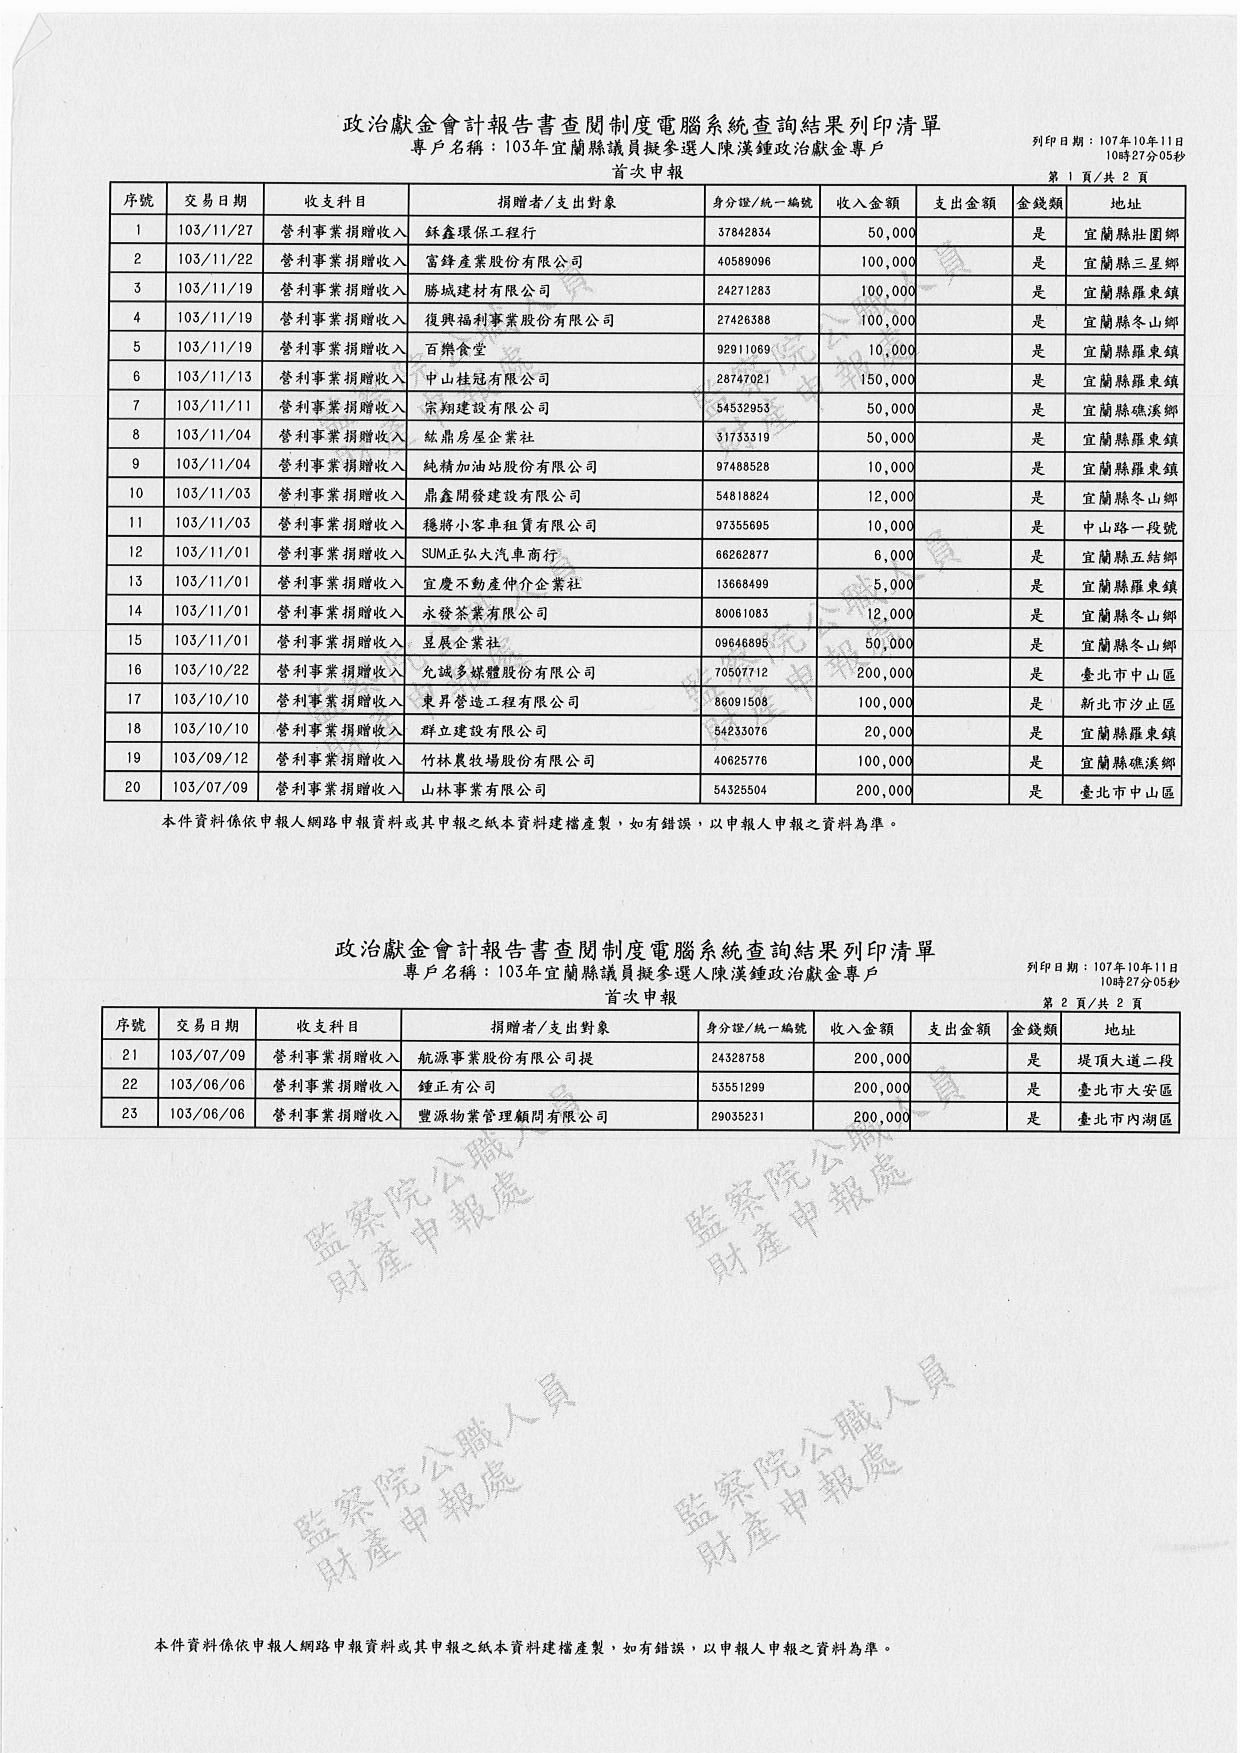 政治獻金會計報告書查閱制度電腦系統查詢結果列印清單
專戶名稱：103年宜蘭縣議員擬參選人陳漢鍾政治獻金專戶
列印日期：107年10年11日
10時27分05秒
首次申報
第 1 頁/共 2 頁
序號 交易日期 收支科目 捐贈者/支出對象 身分證/統一編號 收入金額 支出金額 金錢類 地址
1 103/11/27 營利事業捐贈收入 鉌鑫環保工程行 37842834 50,000 是 宜蘭縣壯圍鄉
2 103/11/22 營利事業捐贈收入 富鋒產業股份有限公司 40589096 100,000 是 宜蘭縣三星鄉
3 103/11/19 營利事業捐贈收入 勝城建材有限公司 24271283 100,000 是 宜蘭縣羅東鎮
4 103/11/19 營利事業捐贈收入 復興福利事業股份有限公司 27426388 100,000 是 宜蘭縣冬山鄉
5 103/11/19 營利事業捐贈收入 百樂食堂 92911069 10,000 是 宜蘭縣羅東鎮
6 103/11/13 營利事業捐贈收入 中山桂冠有限公司 28747021 150,000 是 宜蘭縣羅東鎮
7 103/11/11 營利事業捐贈收入 宗翔建設有限公司 54532953 50,000 是 宜蘭縣礁溪鄉
8 103/11/04 營利事業捐贈收入 紘鼎房屋企業社 31733319 50,000 是 宜蘭縣羅東鎮
9 103/11/04 營利事業捐贈收入 純精加油站股份有限公司 97488528 10,000 是 宜蘭縣羅東鎮
10 103/11/03 營利事業捐贈收入 鼎鑫開發建設有限公司 54818824 12,000 是 宜蘭縣冬山鄉
11 103/11/03 營利事業捐贈收入 穩將小客車租賃有限公司 97355695 10,000 是 中山路一段號
12 103/11/01 營利事業捐贈收入 SUM正弘大汽車商行 66262877 6,000 是 宜蘭縣五結鄉
13 103/11/01 營利事業捐贈收入 宜慶不動產仲介企業社 13668499 5,000 是 宜蘭縣羅東鎮
14 103/11/01 營利事業捐贈收入 永發茶業有限公司 80061083 12,000 是 宜蘭縣冬山鄉
15 103/11/01 營利事業捐贈收入 昱展企業社 09646895 50,000 是 宜蘭縣冬山鄉
16 103/10/22 營利事業捐贈收入 允誠多媒體股份有限公司 70507712 200,000 是 臺北市中山區
17 103/10/10 營利事業捐贈收入 東昇營造工程有限公司 86091508 100,000 是 新北市汐止區
18 103/10/10 營利事業捐贈收入 群立建設有限公司 54233076 20,000 是 宜蘭縣羅東鎮
19 103/09/12 營利事業捐贈收入 竹林農牧場股份有限公司 40625776 100,000 是 宜蘭縣礁溪鄉
20 103/07/09 營利事業捐贈收入 山林事業有限公司 54325504 200,000 是 臺北市中山區
監察院公職人員
財產申報處
監察院公職人員
財產申報處
監察院公職人員
財產申報處
監察院公職人員
財產申報處
本件資料係依申報人網路申報資料或其申報之紙本資料建檔產製，如有錯誤，以申報人申報之資料為準。
政治獻金會計報告書查閱制度電腦系統查詢結果列印清單
專戶名稱：103年宜蘭縣議員擬參選人陳漢鍾政治獻金專戶
列印日期：107年10年11日
10時27分05秒
首次申報
第 2 頁/共 2 頁
序號 交易日期 收支科目 捐贈者/支出對象 身分證/統一編號 收入金額 支出金額 金錢類 地址
21 103/07/09 營利事業捐贈收入 航源事業股份有限公司提 24328758 200,000 是 堤頂大道二段
22 103/06/06 營利事業捐贈收入 鍾正有公司 53551299 200,000 是 臺北市大安區
23 103/06/06 營利事業捐贈收入 豐源物業管理顧問有限公司 29035231 200,000 是 臺北市內湖區
監察院公職人員
財產申報處
監察院公職人員
財產申報處
監察院公職人員
財產申報處
監察院公職人員
財產申報處
本件資料係依申報人網路申報資料或其申報之紙本資料建檔產製，如有錯誤，以申報人申報之資料為準。